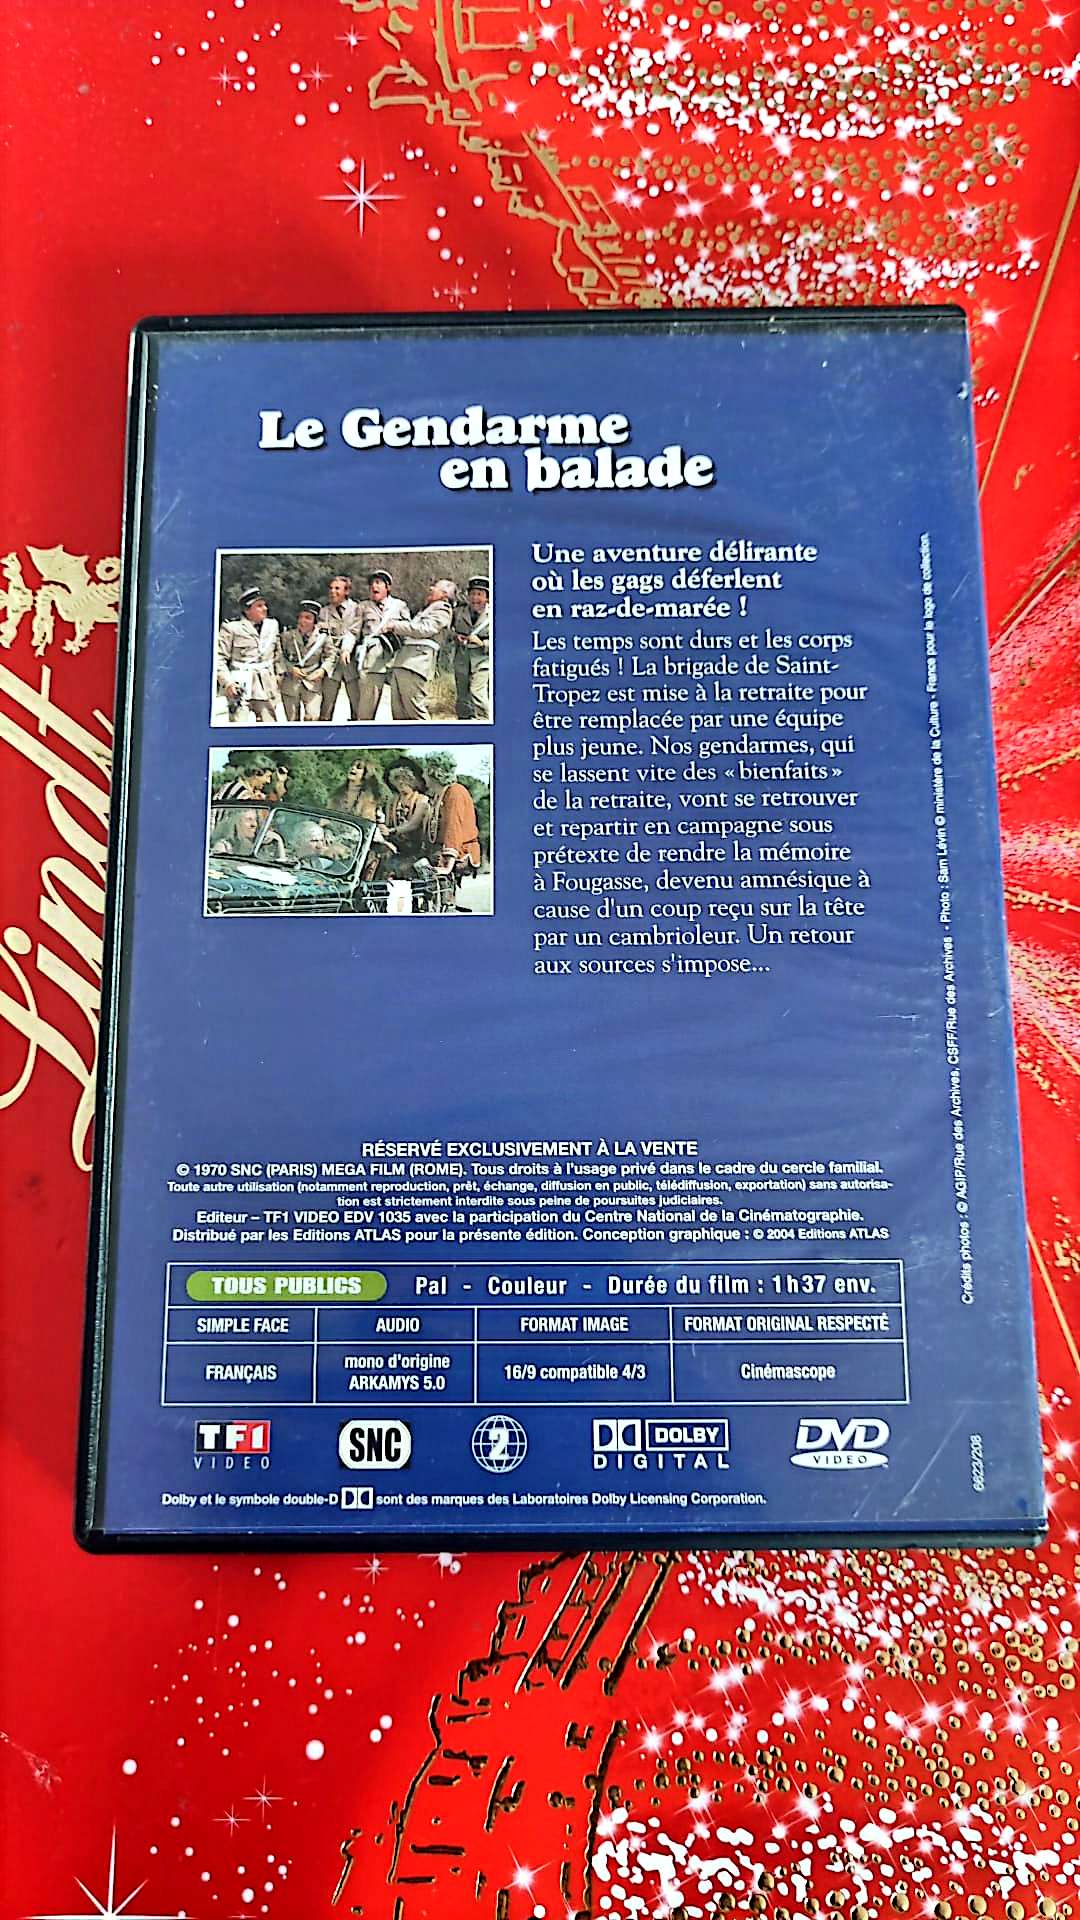 Le Gendarme
en balade
Une aventure délirante
où les gags déferlent
en raz-de-marée !
Les temps sont durs et les corps
fatigués ! La brigade de Saint-
Tropez est mise à la retraite pour
être remplacée par une équipe
plus jeune. Nos gendarmes, qui
se lassent vite des «bienfaits»
de la retraite, vont se retrouver
et repartir en campagne sous
prétexte de rendre la mémoire
à Fougasse, devenu amnésique à
cause d'un coup reçu sur la tête
par un cambrioleur. Un retour
aux sources s'impose...
Crédits photos : © AGIP/Rue des Archives, CSFF/Rue des Archives - Photo : Sam Lévin © ministère de la Culture - France pour le logo de collection.
Lindt
RÉSERVÉ EXCLUSIVEMENT À LA VENTE
© 1970 SNC (PARIS) MEGA FILM (ROME). Tous droits à l'usage privé dans le cadre du cercle familial.
Toute autre utilisation (notamment reproduction, prêt, échange, diffusion en public, télédiffusion, exportation) sans autorisa-
tion est strictement interdite sous peine de poursuites judiciaires.
Editeur – TF1 VIDEO EDV 1035 avec la participation du Centre National de la Cinématographie.
Distribué par les Editions ATLAS pour la présente édition. Conception graphique : © 2004 Editions ATLAS
TOUS PUBLICS Pal - Couleur - Durée du film : 1h37 env.
SIMPLE FACE AUDIO FORMAT IMAGE FORMAT ORIGINAL RESPECTÉ
FRANÇAIS mono d'origine ARKAMYS 5.0 16/9 compatible 4/3 Cinémascope
TF1 VIDEO
SNC
2
DOLBY DIGITAL
DVD VIDEO
6623/208
Dolby et le symbole double-D sont des marques des Laboratoires Dolby Licensing Corporation.